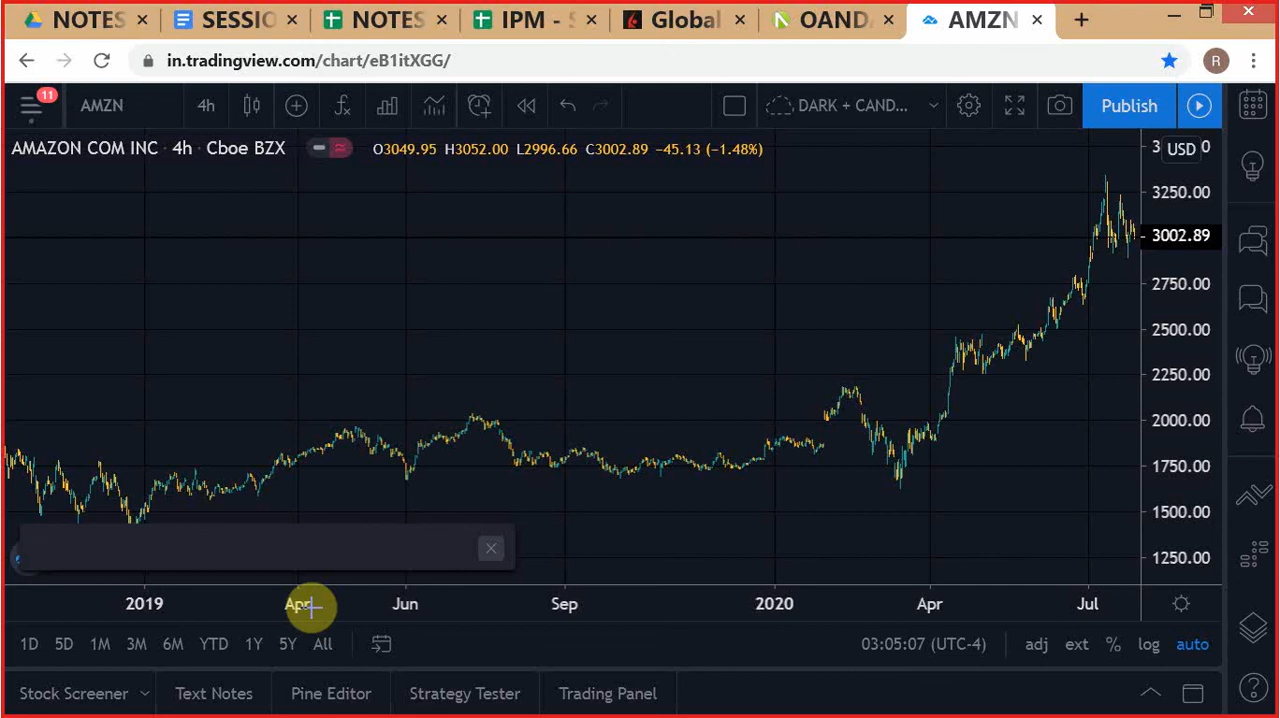 NOTES
SESSIO
NOTES
IPM - S
Global
OAND
AMZN
in.tradingview.com/chart/eB1itXGG/
R
11
AMZN
4h
DARK + CAND...
Publish
AMAZON COM INC · 4h · Cboe BZX
O3049.95 H3052.00 L2996.66 C3002.89 −45.13 (−1.48%)
USD
3250.00
3002.89
2750.00
2500.00
2250.00
2000.00
1750.00
1500.00
1250.00
2019
Apr
Jun
Sep
2020
Apr
Jul
1D 5D 1M 3M 6M YTD 1Y 5Y All
03:05:07 (UTC-4)
adj ext % log auto
Stock Screener
Text Notes
Pine Editor
Strategy Tester
Trading Panel